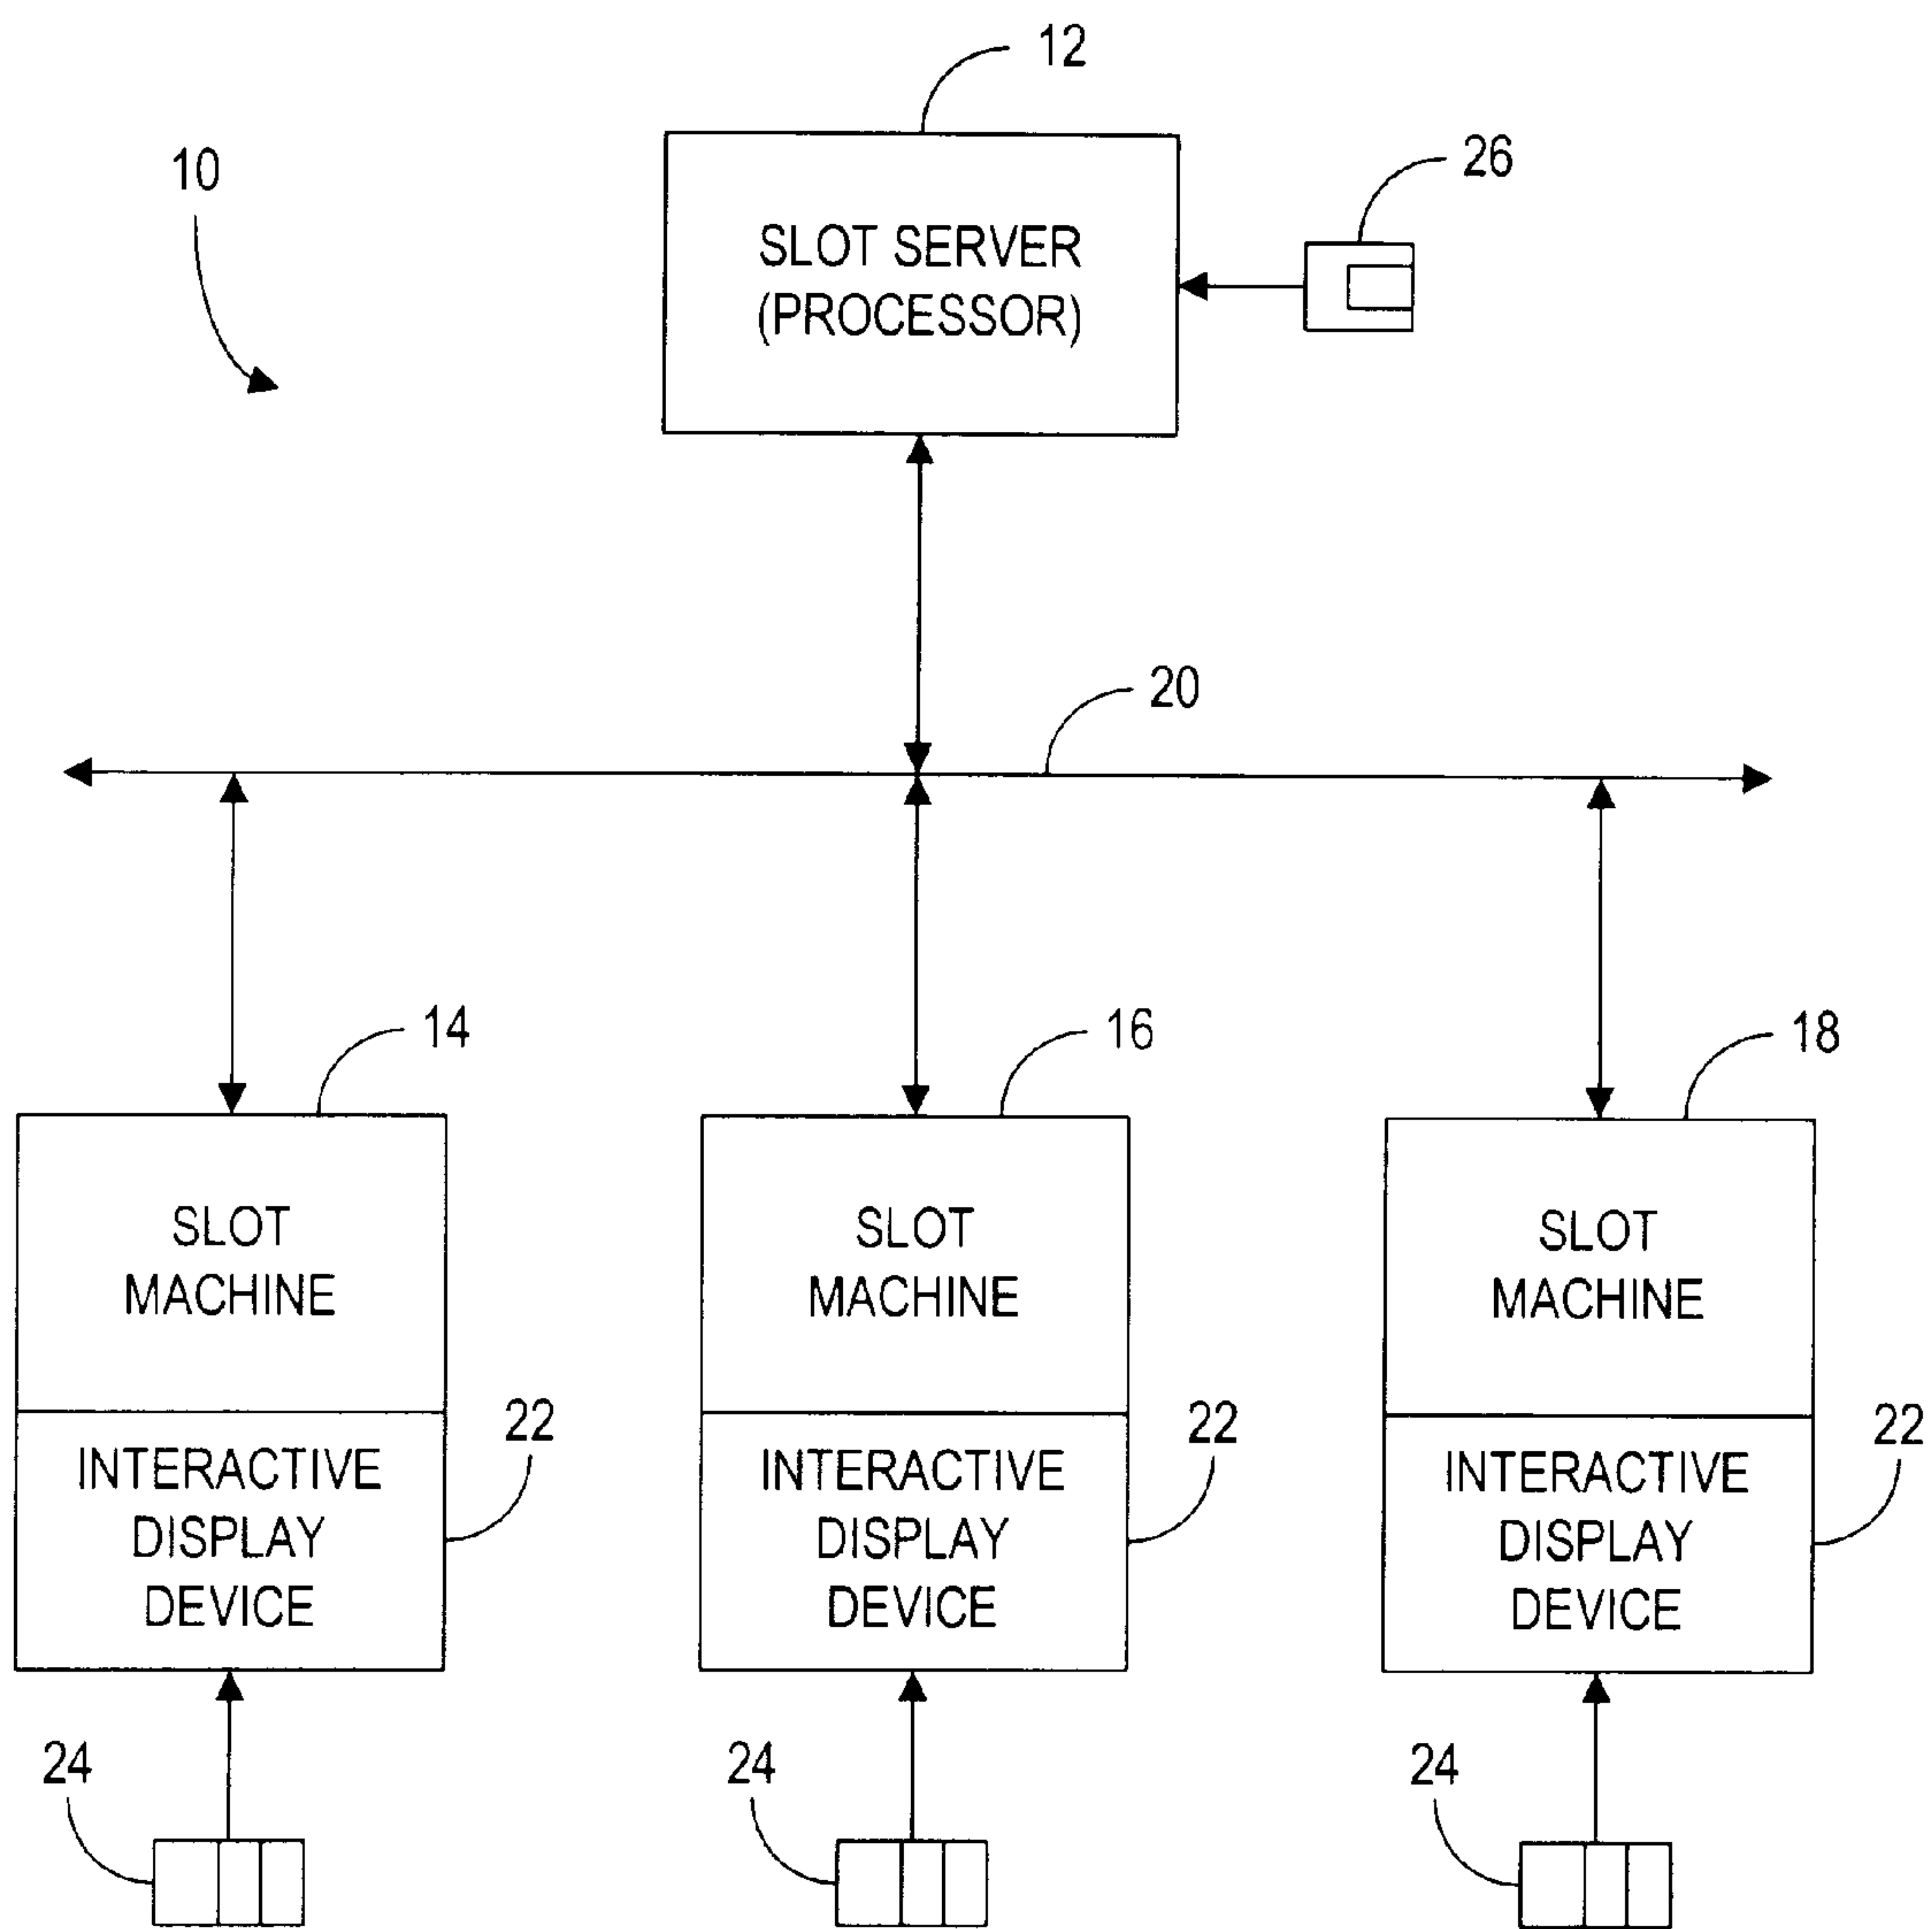 12
10
26
SLOT SERVER
(PROCESSOR)
20
14
16
18
SLOT
MACHINE
SLOT
MACHINE
SLOT
MACHINE
22
22
22
INTERACTIVE
DISPLAY
DEVICE
INTERACTIVE
DISPLAY
DEVICE
INTERACTIVE
DISPLAY
DEVICE
24
24
24